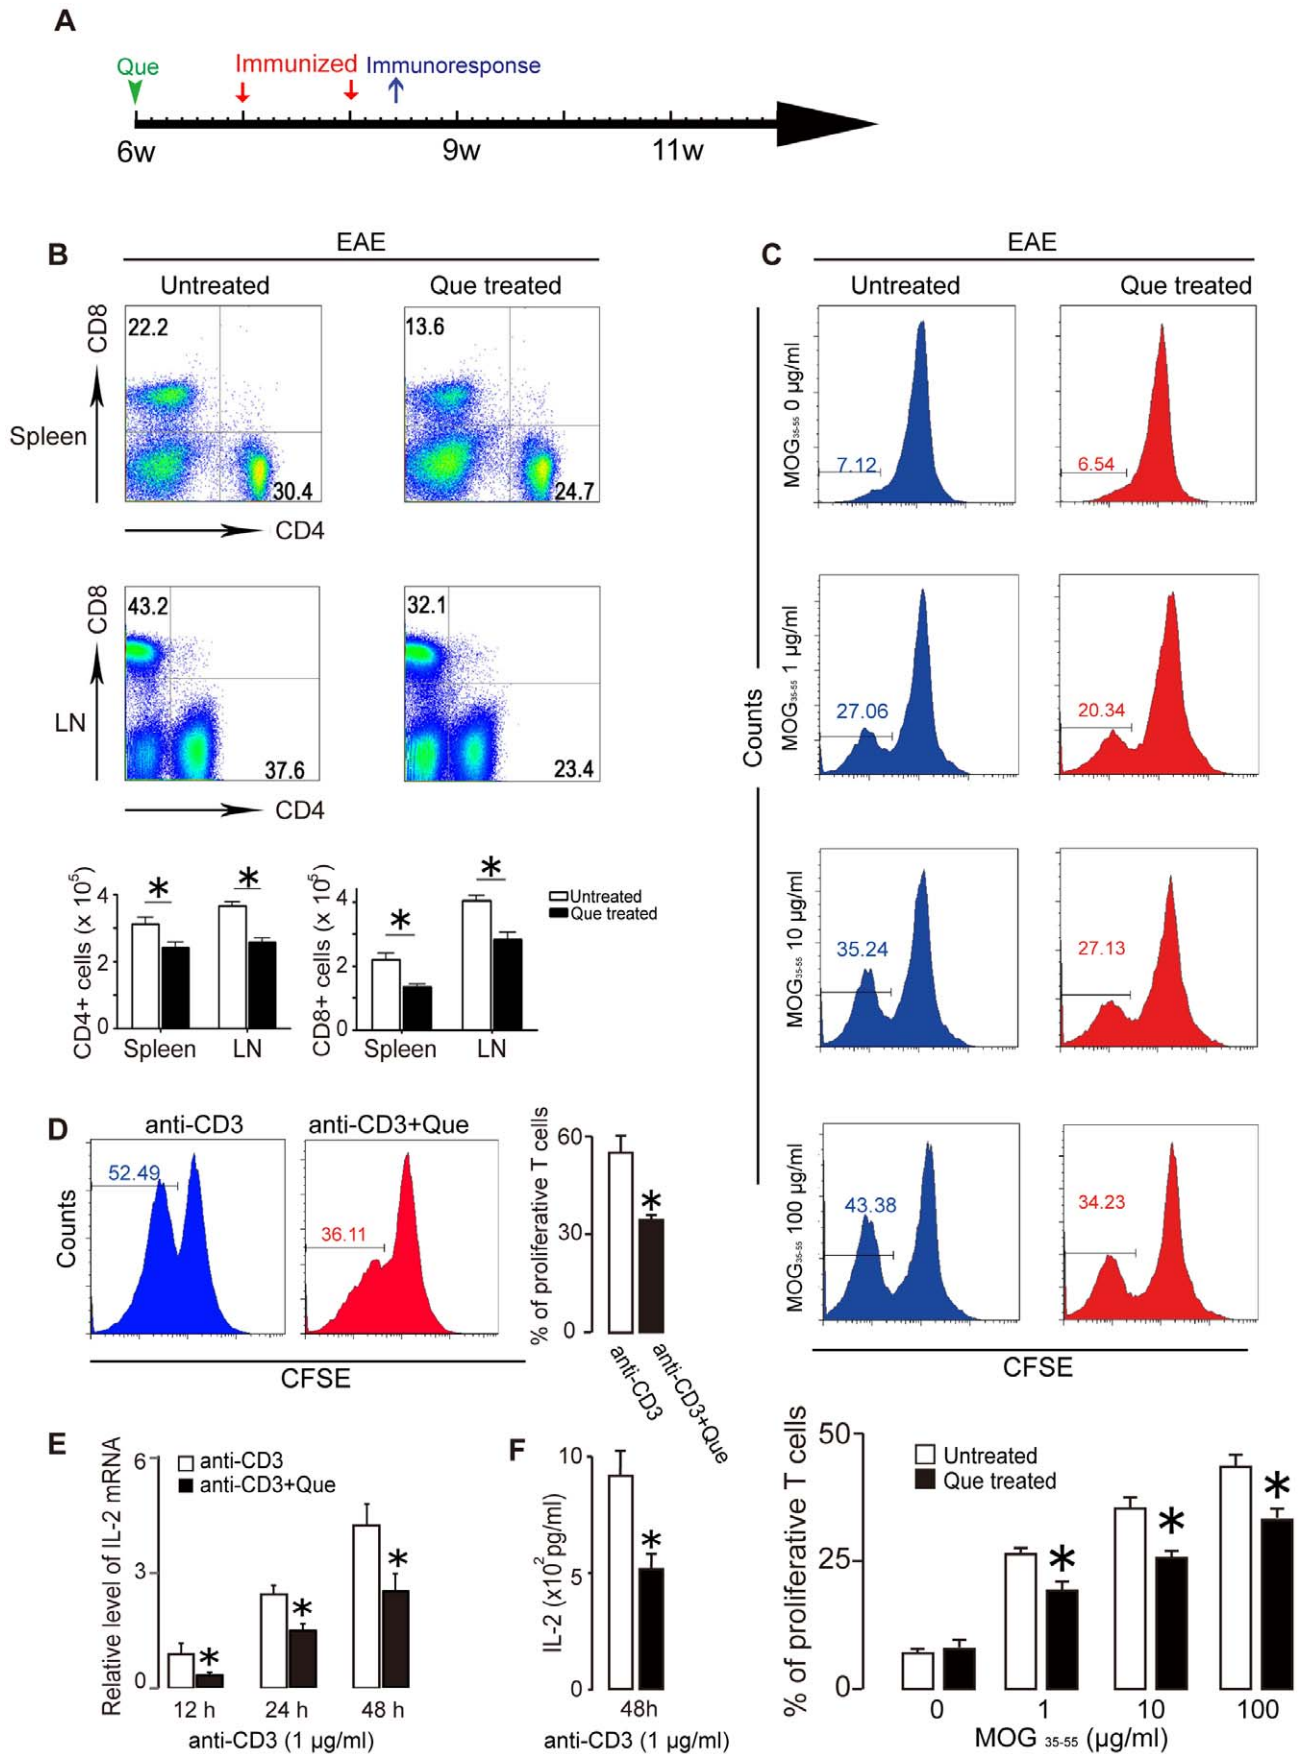 A
Que
Immunized
Immunoresponse
6w
9w
11w
B
EAE
Untreated
Que treated
CD8
22.2
30.4
13.6
24.7
Spleen
CD4
CD8
43.2
37.6
32.1
23.4
LN
CD4
CD4+ cells (x 10⁵)
4
2
0
*
*
Spleen
LN
CD8+ cells (x 10⁵)
4
2
0
*
*
Spleen
LN
Untreated
Que treated
C
EAE
Untreated
Que treated
Counts
MOG₃₅₋₅₅ 0 µg/ml
7.12
6.54
MOG₃₅₋₅₅ 1 µg/ml
27.06
20.34
MOG₃₅₋₅₅ 10 µg/ml
35.24
27.13
MOG₃₅₋₅₅ 100 µg/ml
43.38
34.23
CFSE
% of proliferative T cells
50
25
0
Untreated
Que treated
*
*
*
0
1
10
100
MOG ₃₅₋₅₅ (µg/ml)
D
anti-CD3
anti-CD3+Que
Counts
52.49
36.11
CFSE
% of proliferative T cells
60
30
0
*
anti-CD3
anti-CD3+Que
E
Relative level of IL-2 mRNA
6
3
0
anti-CD3
anti-CD3+Que
*
*
*
12 h
24 h
48 h
anti-CD3 (1 µg/ml)
F
IL-2 (x10² pg/ml)
10
5
0
*
48h
anti-CD3 (1 µg/ml)